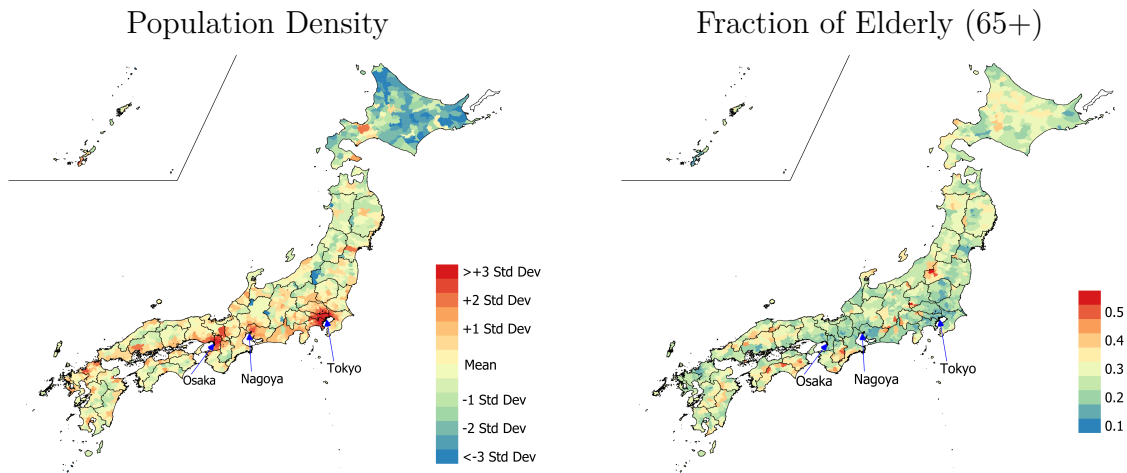 Population Density
>+3 Std Dev
+2 Std Dev
+1 Std Dev
Mean
-1 Std Dev
-2 Std Dev
<-3 Std Dev
Osaka
Nagoya
Tokyo
Fraction of Elderly (65+)
0.5
0.4
0.3
0.2
0.1
Osaka
Nagoya
Tokyo